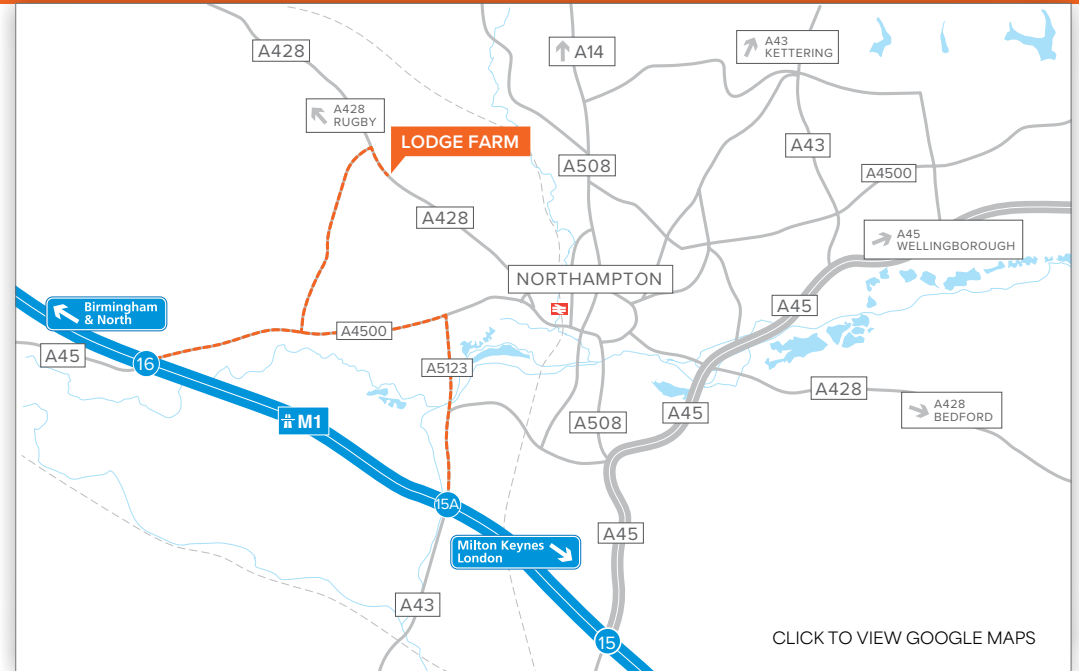 A428
A14
A43
KETTERING
A428
RUGBY
LODGE FARM
A508
A43
A4500
A428
A45
WELLINGBOROUGH
NORTHAMPTON
A45
Birmingham
& North
A4500
A45
16
A5123
A428
A428
BEDFORD
A45
M1
A508
15A
A45
Milton Keynes
London
A43
15
CLICK TO VIEW GOOGLE MAPS